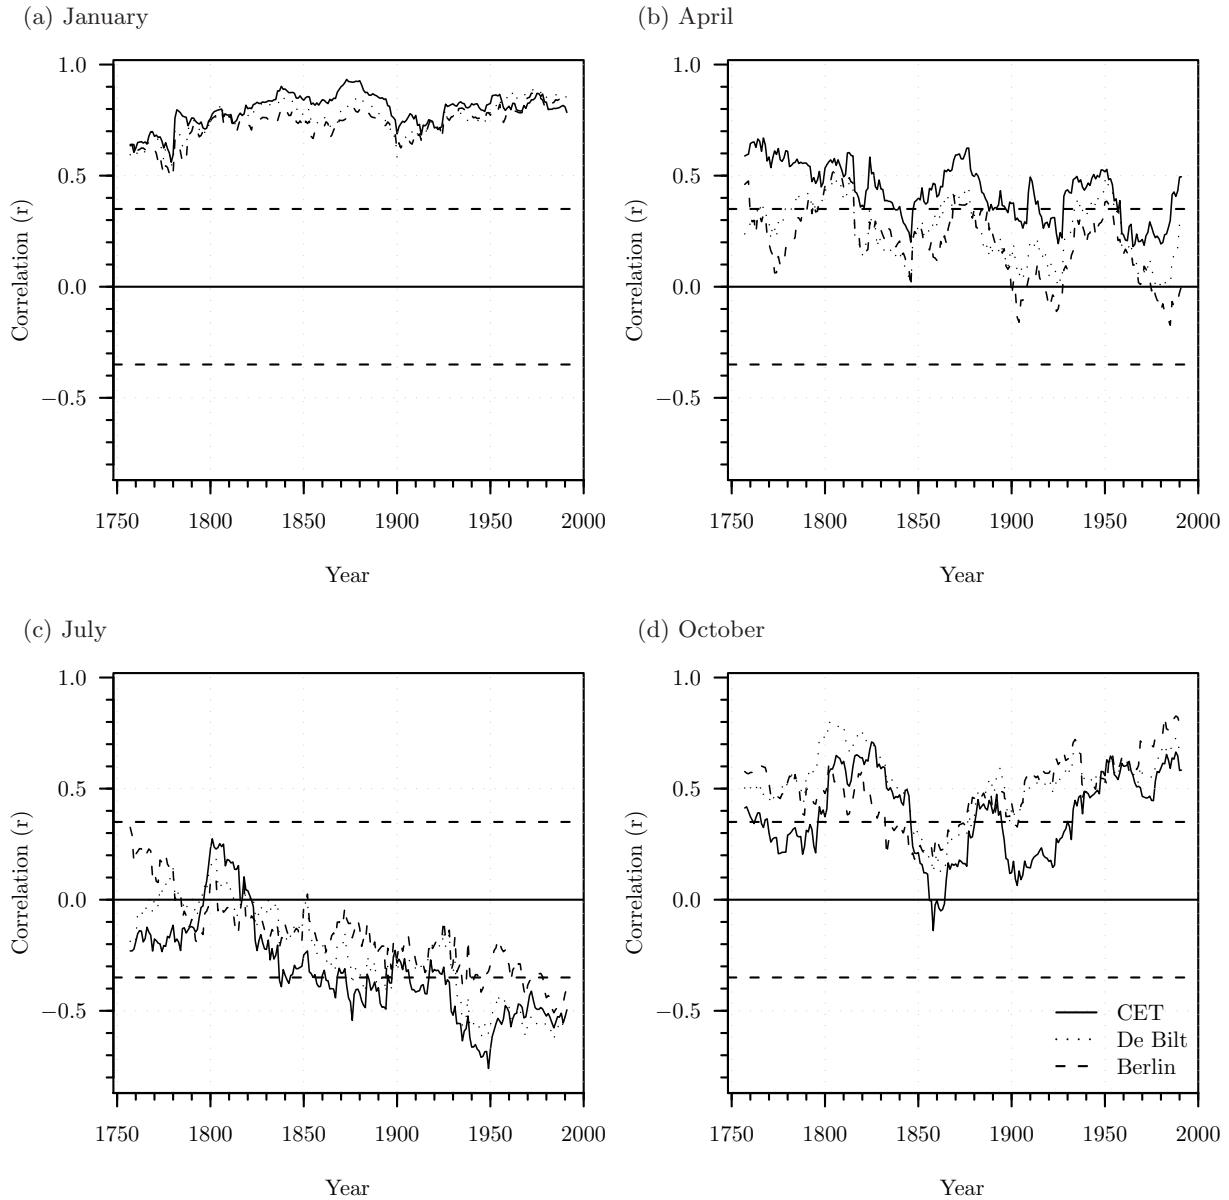 (a) January
Correlation (r)
1.0
0.5
0.0
−0.5
1750 1800 1850 1900 1950 2000
Year
(b) April
Correlation (r)
1.0
0.5
0.0
−0.5
1750 1800 1850 1900 1950 2000
Year
(c) July
Correlation (r)
1.0
0.5
0.0
−0.5
1750 1800 1850 1900 1950 2000
Year
(d) October
Correlation (r)
1.0
0.5
0.0
−0.5
CET
De Bilt
Berlin
1750 1800 1850 1900 1950 2000
Year